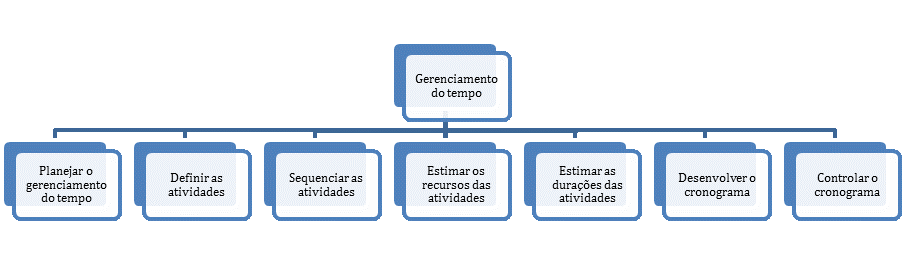 Gerenciamento
do tempo
Planejar o
gerenciamento
do tempo
Definir as
atividades
Sequenciar as
atividades
Estimar os
recursos das
atividades
Estimar as
durações das
atividades
Desenvolver o
cronograma
Controlar o
cronograma